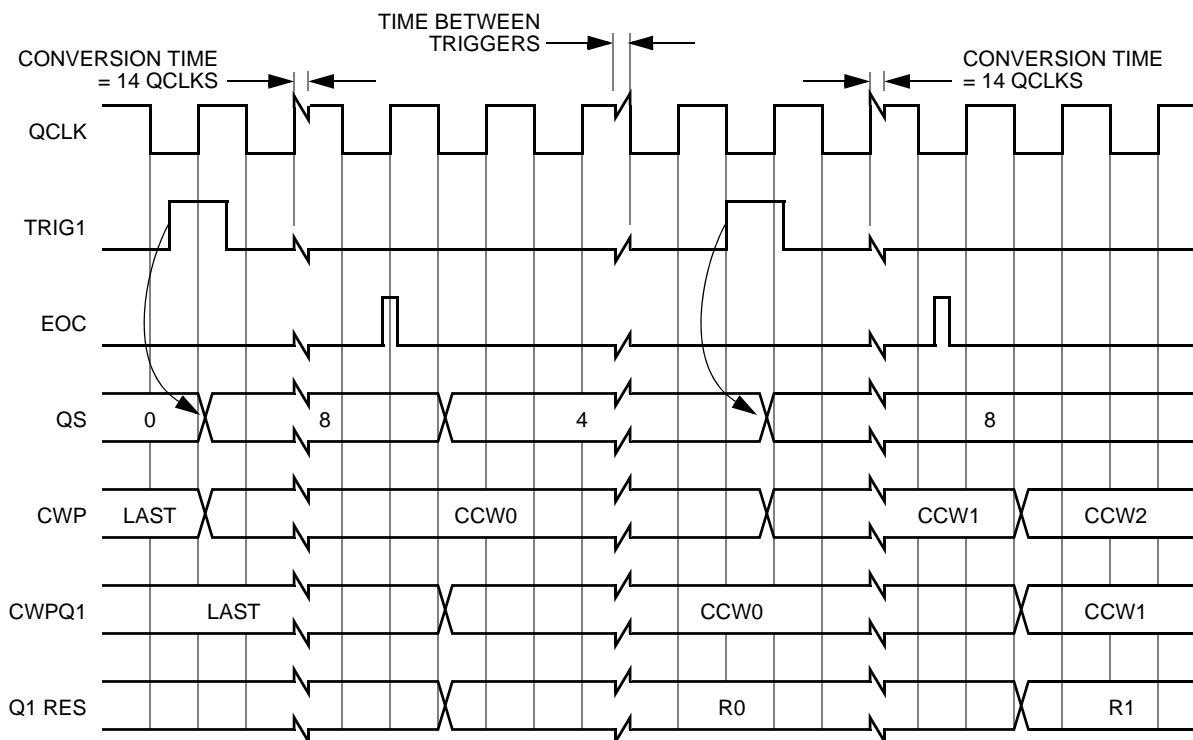 TIME BETWEEN
TRIGGERS
CONVERSION TIME
= 14 QCLKS
CONVERSION TIME
= 14 QCLKS
QCLK
TRIG1
EOC
QS 0 8 4 8
CWP LAST CCW0 CCW1 CCW2
CWPQ1 LAST CCW0 CCW1
Q1 RES R0 R1